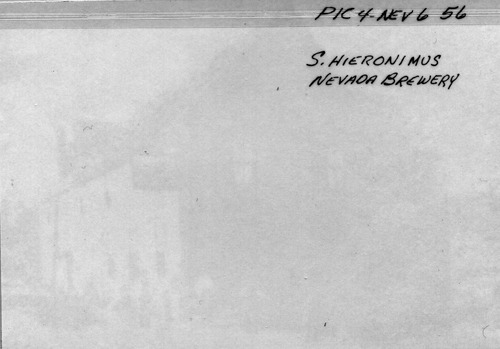 PIC 4-NEV 6 56
S. HIERONIMUS
NEVADA BREWERY